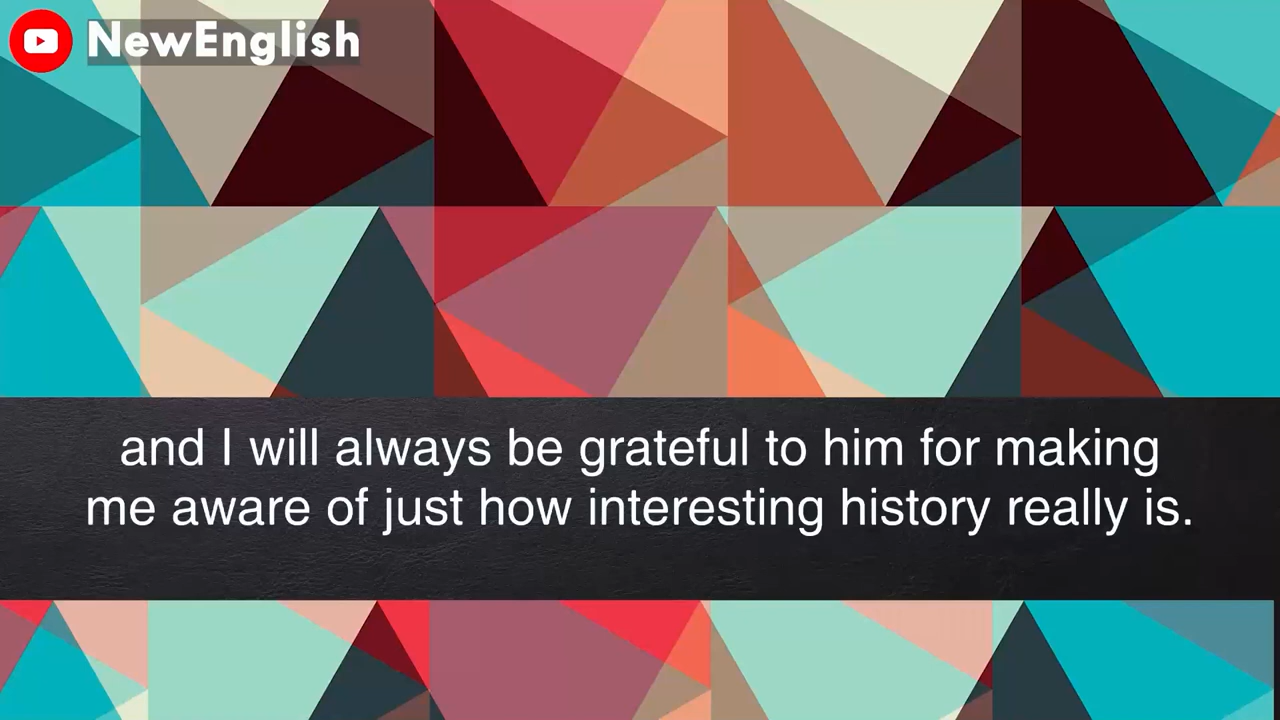 NewEnglish
and I will always be grateful to him for making
me aware of just how interesting history really is.